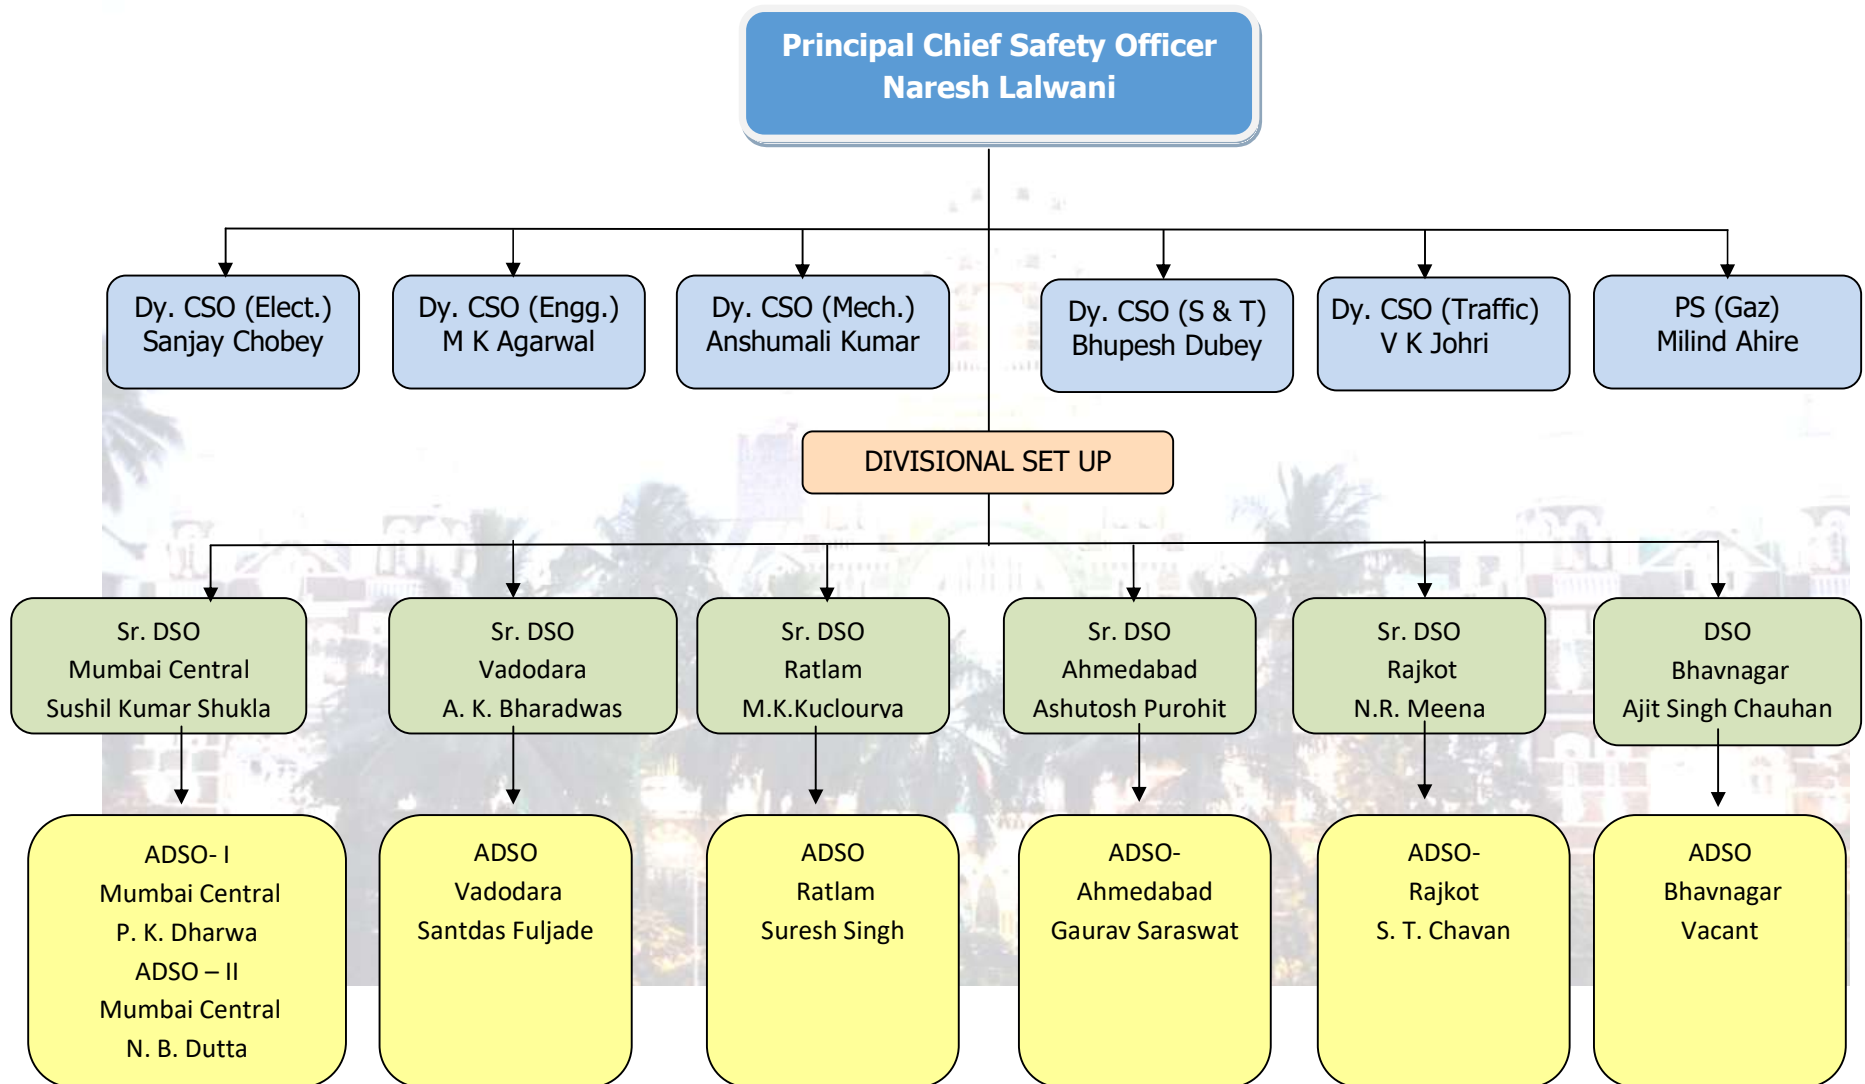 Principal Chief Safety Officer
Naresh Lalwani
Dy. CSO (Elect.)
Sanjay Chobey
Dy. CSO (Engg.)
M K Agarwal
Dy. CSO (Mech.)
Anshumali Kumar
Dy. CSO (S & T)
Bhupesh Dubey
Dy. CSO (Traffic)
V K Johri
PS (Gaz)
Milind Ahire
DIVISIONAL SET UP
Sr. DSO
Mumbai Central
Sushil Kumar Shukla
Sr. DSO
Vadodara
A. K. Bharadwas
Sr. DSO
Ratlam
M.K.Kuclourva
Sr. DSO
Ahmedabad
Ashutosh Purohit
Sr. DSO
Rajkot
N.R. Meena
DSO
Bhavnagar
Ajit Singh Chauhan
ADSO- I
Mumbai Central
P. K. Dharwa
ADSO – II
Mumbai Central
N. B. Dutta
ADSO
Vadodara
Santdas Fuljade
ADSO
Ratlam
Suresh Singh
ADSO-
Ahmedabad
Gaurav Saraswat
ADSO-
Rajkot
S. T. Chavan
ADSO
Bhavnagar
Vacant